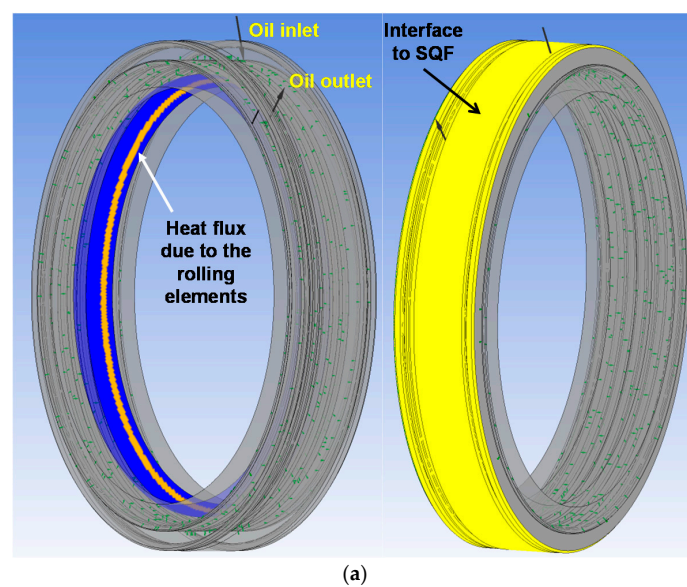 Oil inlet
Oil outlet
Heat flux
due to the
rolling
elements
Interface
to SQF
(a)